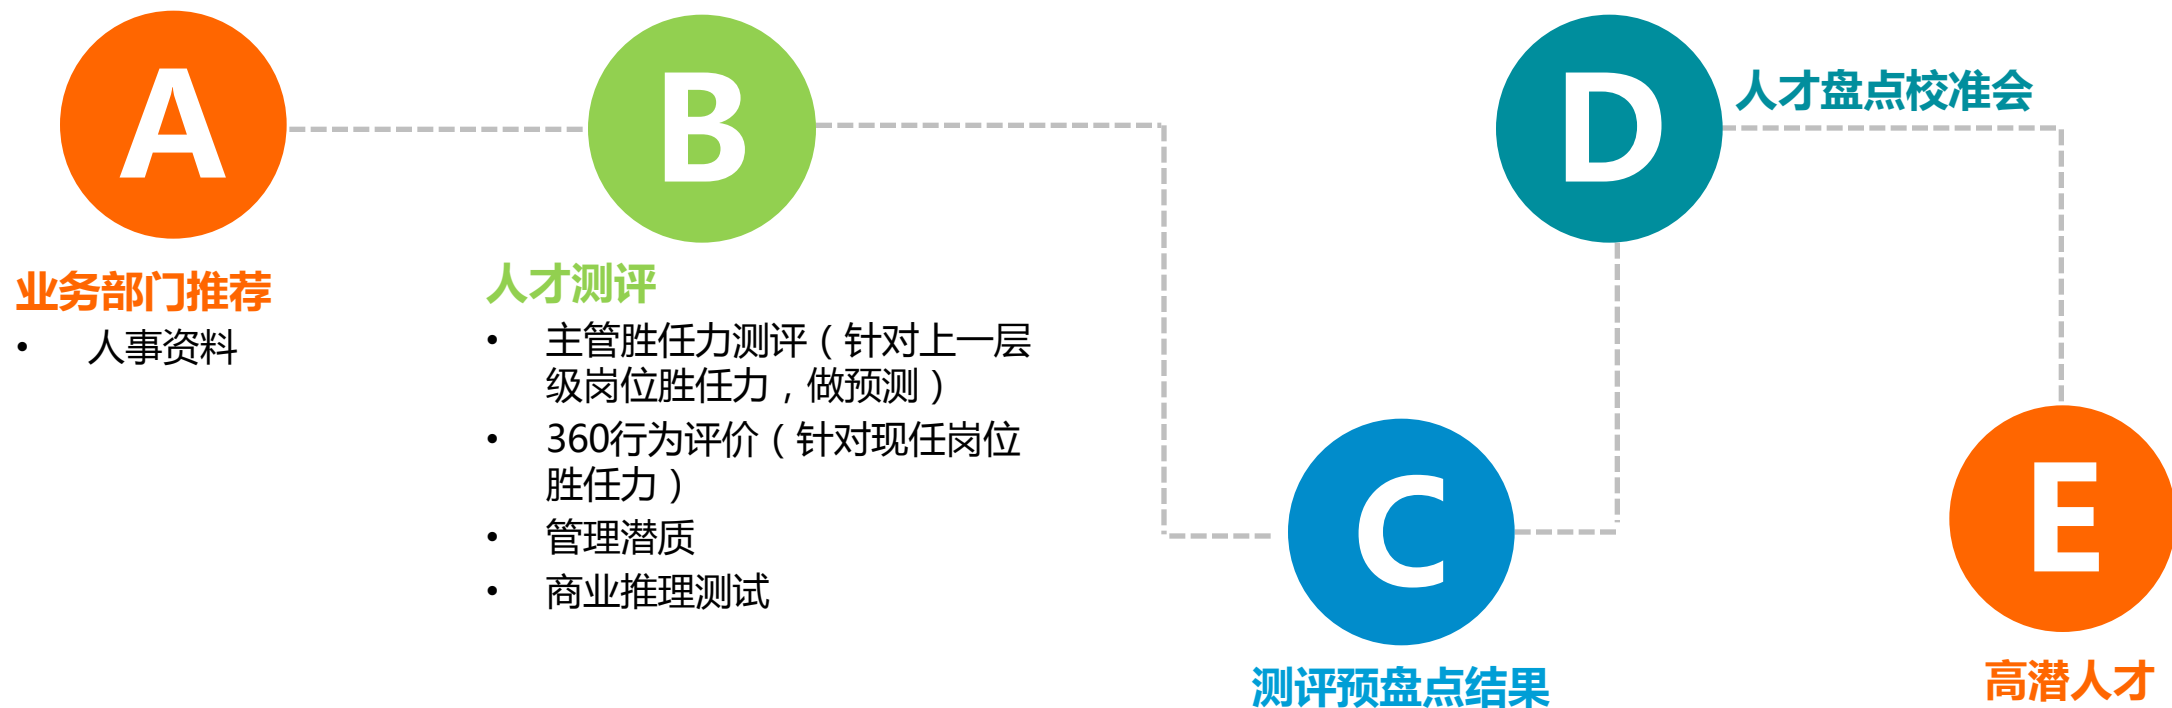 A
业务部门推荐
• 人事资料
B
人才测评
• 主管胜任力测评（针对上一层
级岗位胜任力，做预测）
• 360行为评价（针对现任岗位
胜任力）
• 管理潜质
• 商业推理测试
C
测评预盘点结果
D
人才盘点校准会
E
高潜人才